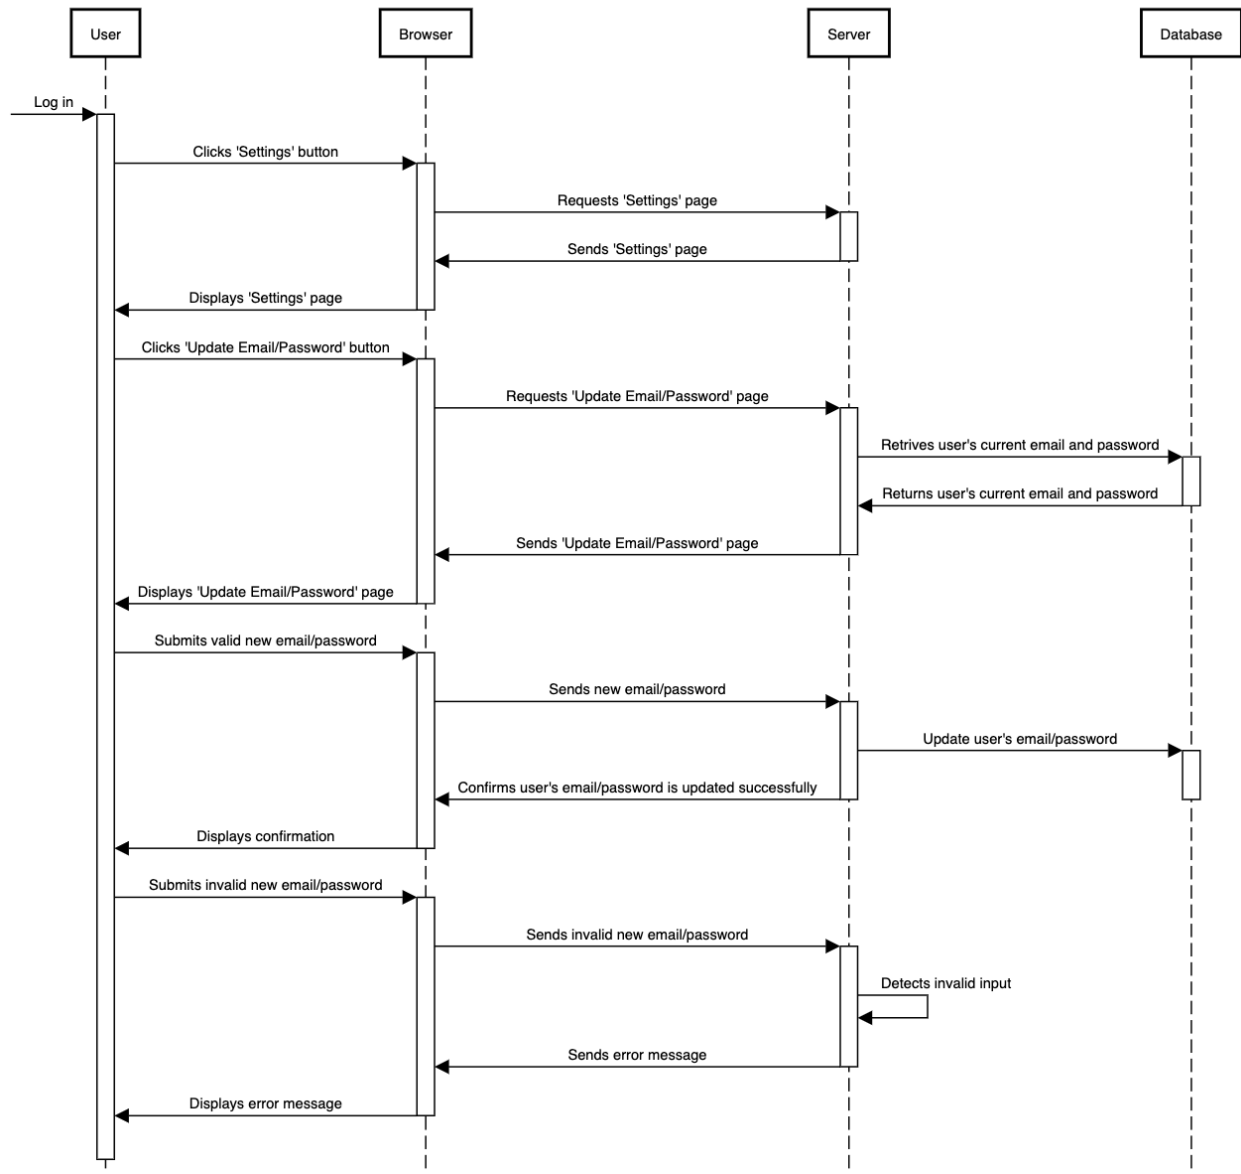 User
Browser
Server
Database
Log in
Clicks 'Settings' button
Requests 'Settings' page
Sends 'Settings' page
Displays 'Settings' page
Clicks 'Update Email/Password' button
Requests 'Update Email/Password' page
Retrives user's current email and password
Returns user's current email and password
Sends 'Update Email/Password' page
Displays 'Update Email/Password' page
Submits valid new email/password
Sends new email/password
Update user's email/password
Confirms user's email/password is updated successfully
Displays confirmation
Submits invalid new email/password
Sends invalid new email/password
Detects invalid input
Sends error message
Displays error message